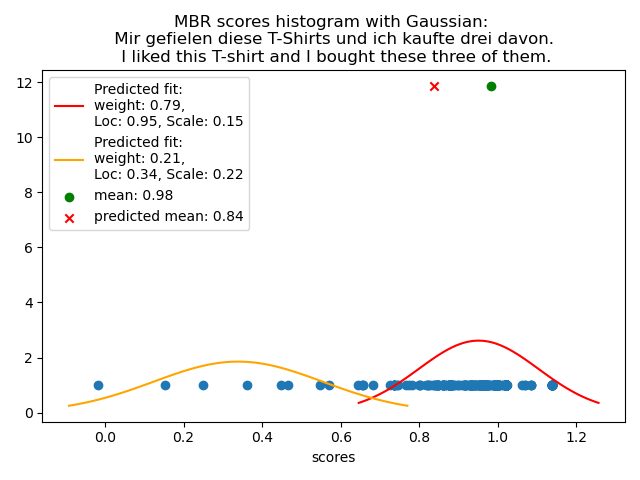 MBR scores histogram with Gaussian:
Mir gefielen diese T-Shirts und ich kaufte drei davon.
I liked this T-shirt and I bought these three of them.
12
10
8
6
4
2
0
Predicted fit:
weight: 0.79,
Loc: 0.95, Scale: 0.15
Predicted fit:
weight: 0.21,
Loc: 0.34, Scale: 0.22
mean: 0.98
predicted mean: 0.84
0.0 0.2 0.4 0.6 0.8 1.0 1.2
scores